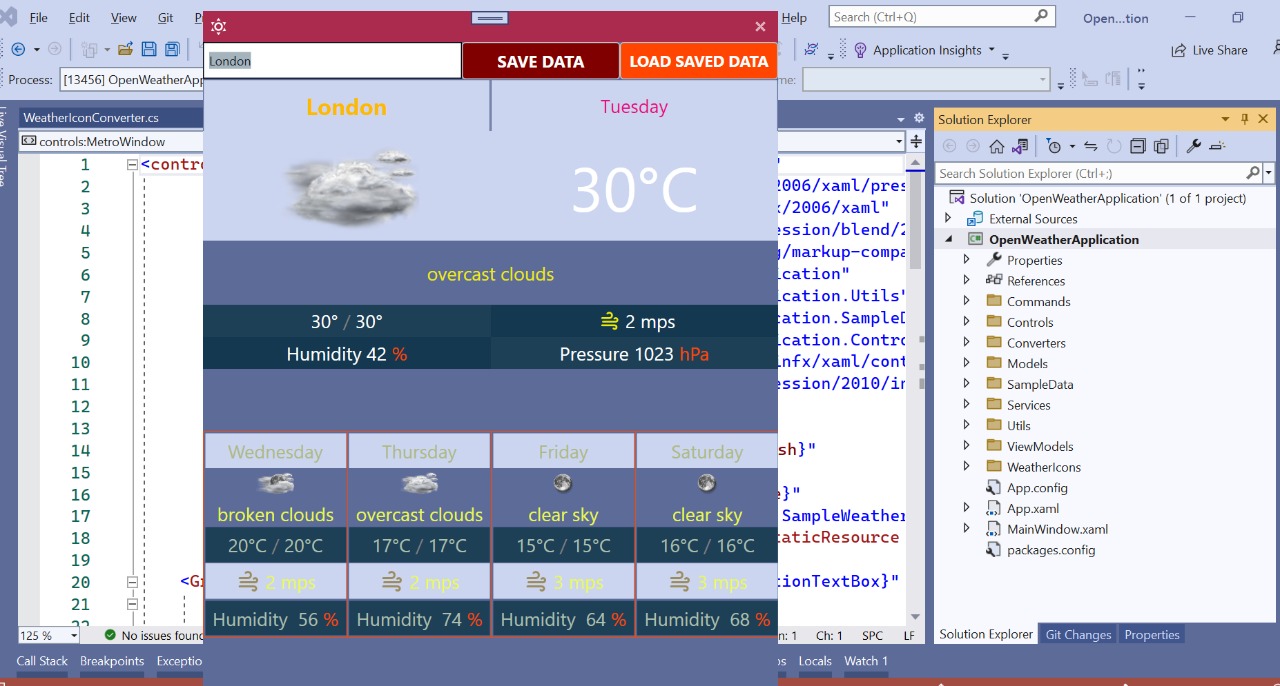 File Edit View Git Help Search (Ctrl+Q) Open...tion
Application Insights Live Share
Process: [13456] OpenWeatherApp
London SAVE DATA LOAD SAVED DATA
London Tuesday
30°C
overcast clouds
30° / 30° 2 mps
Humidity 42 % Pressure 1023 hPa
Wednesday Thursday Friday Saturday
broken clouds overcast clouds clear sky clear sky
20°C / 20°C 17°C / 17°C 15°C / 15°C 16°C / 16°C
2 mps 2 mps 3 mps 3 mps
Humidity 56 % Humidity 74 % Humidity 64 % Humidity 68 %
Live Visual Tree
WeatherIconConverter.cs
controls:MetroWindow
1 <contro
2 2006/xaml/pres
3 x/2006/xaml"
4 ession/blend/2
5 g/markup-compa
6 ication"
7 ication.Utils"
8 ication.SampleD
9 ication.Contro
10 infx/xaml/cont
11 ession/2010/in
12
13
14 sh}"
15
16 e}"
17 SampleWeather
18 taticResource
19
20 <Gr ionTextBox}"
21
22
125 % No issues found Ch: 1 SPC LF
Call Stack Breakpoints Exceptio Locals Watch 1
Solution Explorer
Search Solution Explorer (Ctrl+;)
Solution 'OpenWeatherApplication' (1 of 1 project)
External Sources
OpenWeatherApplication
Properties
References
Commands
Controls
Converters
Models
SampleData
Services
Utils
ViewModels
WeatherIcons
App.config
App.xaml
MainWindow.xaml
packages.config
Solution Explorer Git Changes Properties